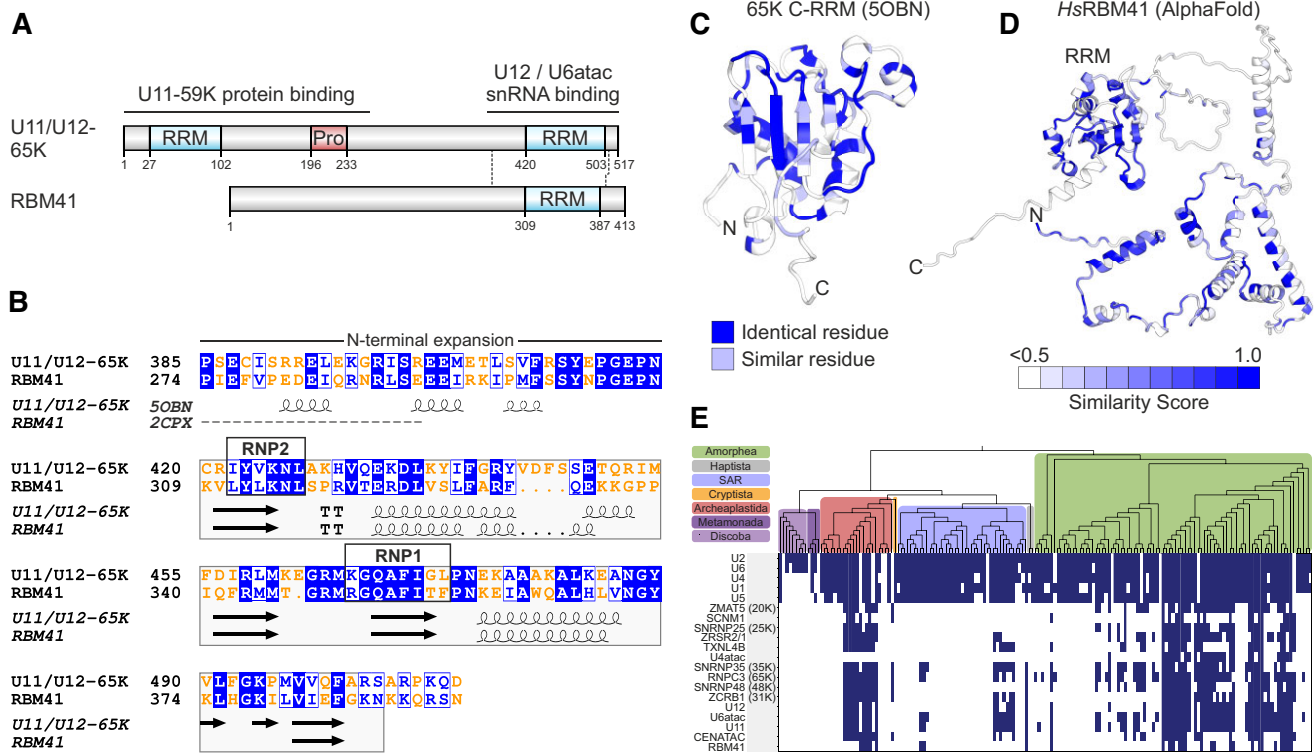 A
U11-59K protein binding
U12 / U6atac
snRNA binding
U11/U12-
65K
RRM
Pro
RRM
1 27 102 196 233 420 503 517
RBM41
RRM
1 309 387 413
B
N-terminal expansion
U11/U12-65K 385 PSECISRRELEKGRISREEMETLSVFRSYEPGEPN
RBM41 274 PIEFVPEDEIQRNRLSEEEIRKIPMFSSYNPGEPN
U11/U12-65K 5OBN
RBM41 2CPX
RNP2
U11/U12-65K 420 CRIYVKNLAKHVQEKDLKYIFGRYVDFSSETQRIM
RBM41 309 KVLYLKNLSPRVTERDLVSLFARF....QEKKGPP
U11/U12-65K TT
RBM41 TT
RNP1
U11/U12-65K 455 FDIRLMKEGRMKGQAFIGLPNEKAAAKALKEANGY
RBM41 340 IQFRMMT.GRMRGQAFITFPNKEIAWQALHLVNGY
U11/U12-65K
RBM41
U11/U12-65K 490 VLFGKPMVVQFARSARPKQD
RBM41 374 KLHGKILVIEFGKNKKQRSN
U11/U12-65K
RBM41
C
65K C-RRM (5OBN)
N
C
Identical residue
Similar residue
D
HsRBM41 (AlphaFold)
RRM
N
C
<0.5 1.0
Similarity Score
E
Amorphea
Haptista
SAR
Cryptista
Archeaplastida
Metamonada
Discoba
U2
U6
U4
U1
U5
ZMAT5 (20K)
SCNM1
SNRNP25 (25K)
ZRSR2/1
TXNL4B
U4atac
SNRNP35 (35K)
RNPC3 (65K)
SNRNP48 (48K)
ZCRB1 (31K)
U12
U6atac
U11
CENATAC
RBM41